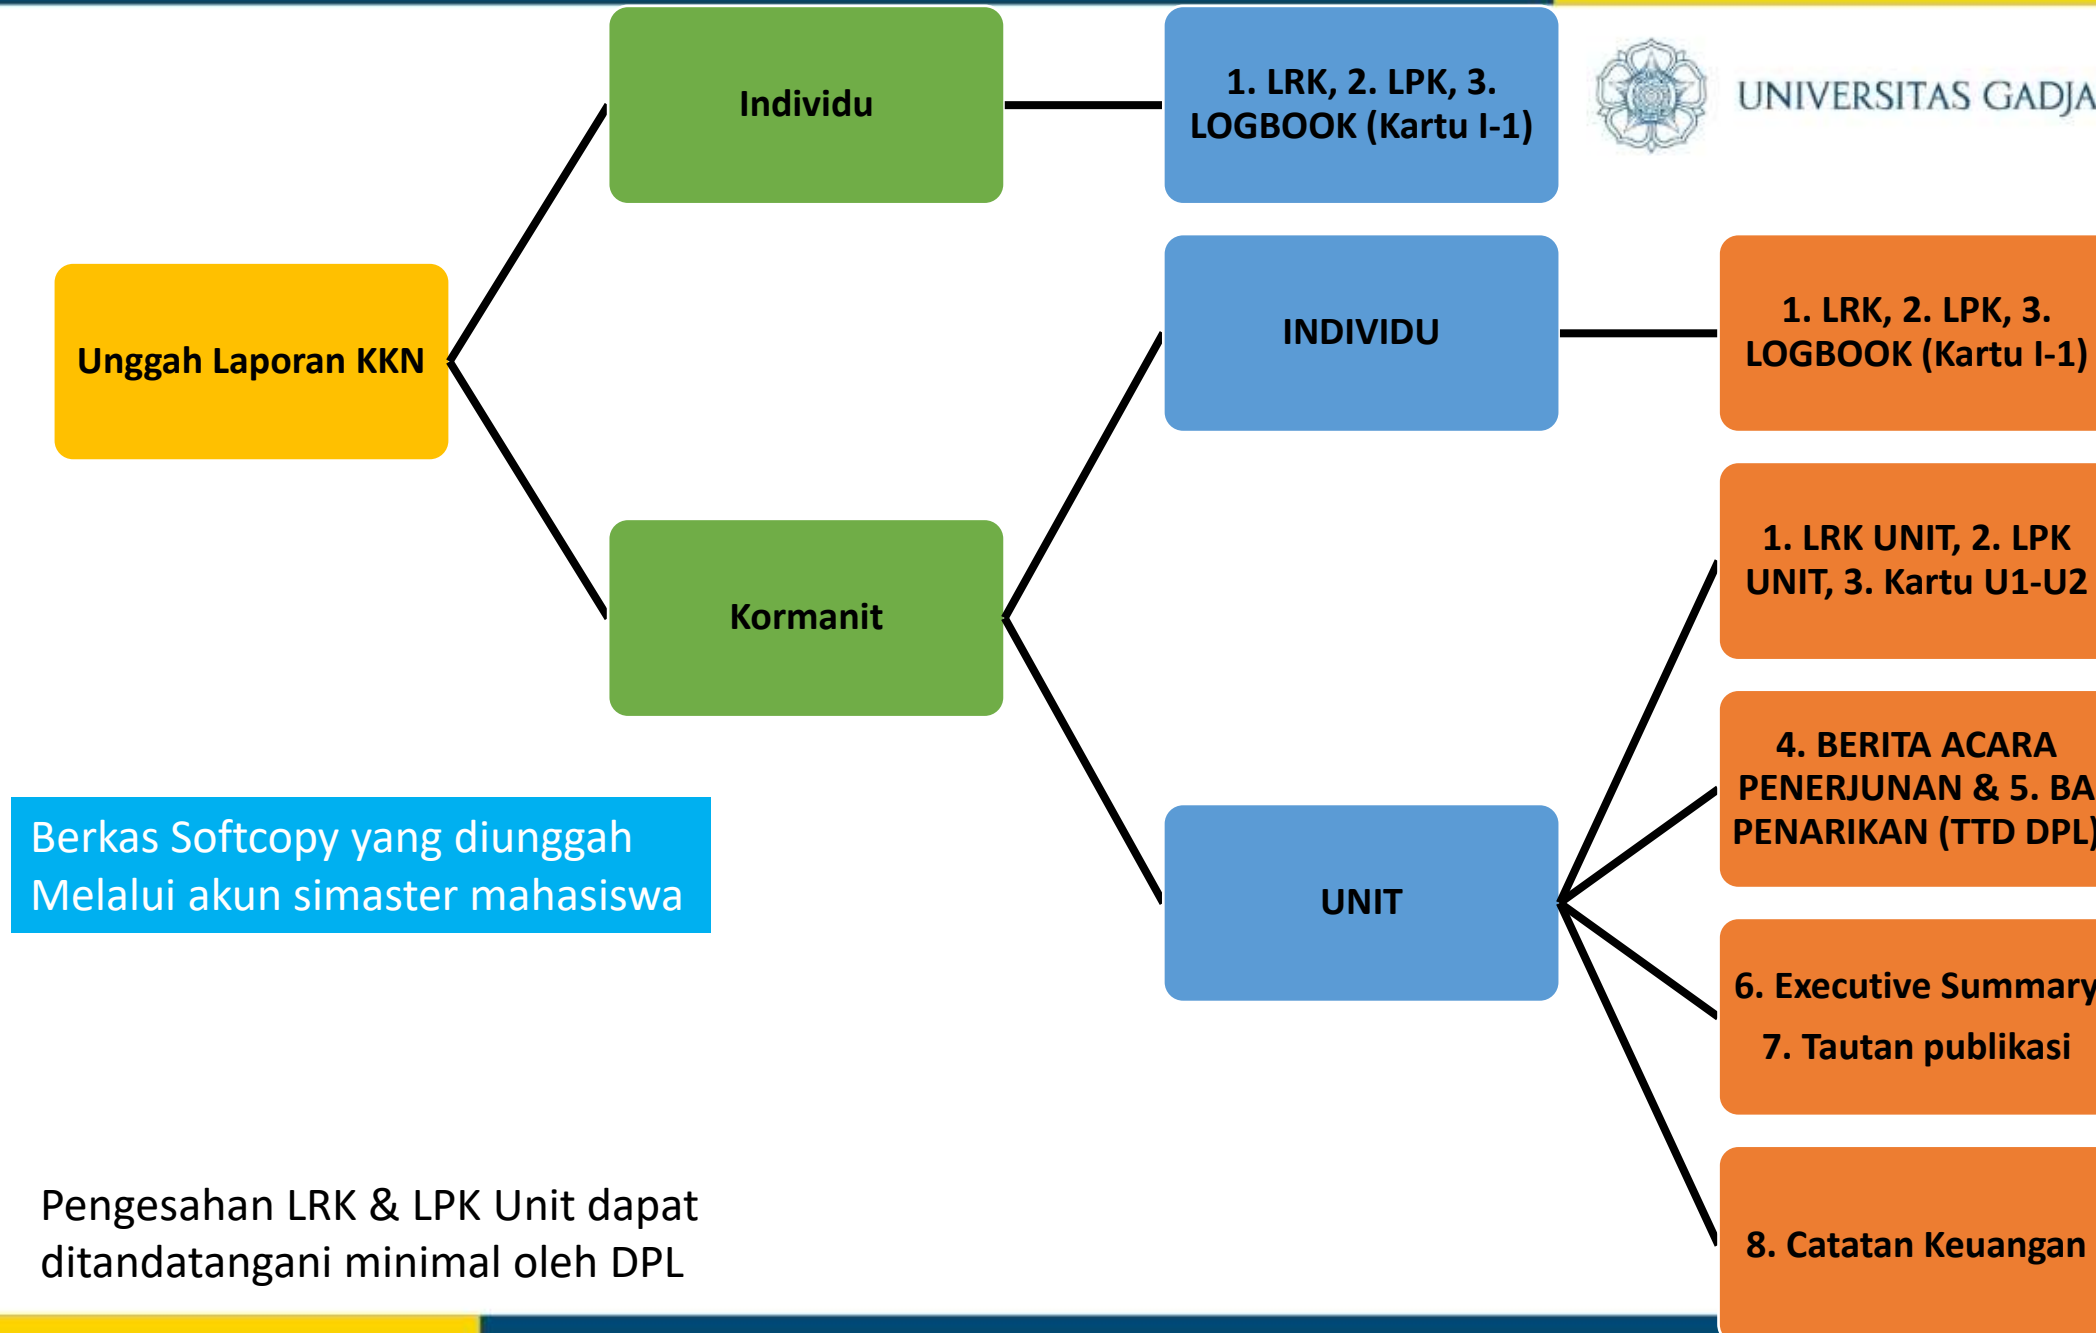 Individu
1. LRK, 2. LPK, 3.
LOGBOOK (Kartu I-1)
UNIVERSITAS GADJA
Unggah Laporan KKN
INDIVIDU
1. LRK, 2. LPK, 3.
LOGBOOK (Kartu I-1)
Kormanit
1. LRK UNIT, 2. LPK
UNIT, 3. Kartu U1-U2
4. BERITA ACARA
PENERJUNAN & 5. BA
PENARIKAN (TTD DPL)
UNIT
6. Executive Summary
7. Tautan publikasi
8. Catatan Keuangan
Berkas Softcopy yang diunggah
Melalui akun simaster mahasiswa
Pengesahan LRK & LPK Unit dapat
ditandatangani minimal oleh DPL